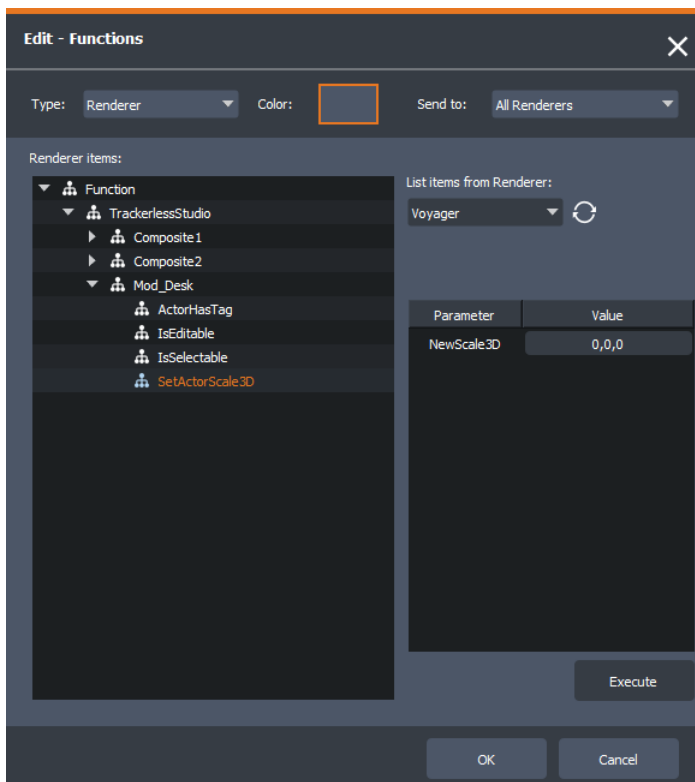 Edit - Functions
Type: Renderer Color: Send to: All Renderers
Renderer items:
Function
TrackerlessStudio
Composite1
Composite2
Mod_Desk
ActorHasTag
IsEditable
IsSelectable
SetActorScale3D
List items from Renderer:
Voyager
Parameter Value
NewScale3D 0,0,0
Execute
OK Cancel